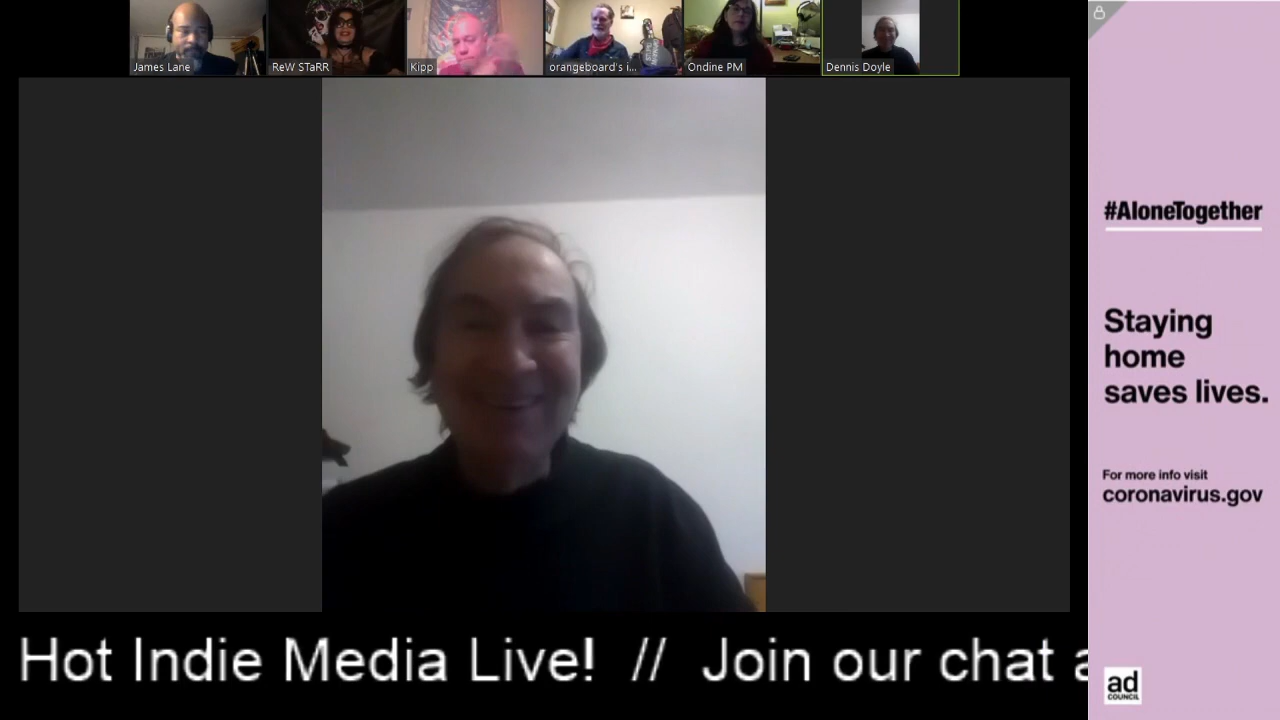 James Lane
ReW STaRR
Kipp
orangeboard's i...
Ondine PM
Dennis Doyle
#AloneTogether
Staying
home
saves lives.
For more info visit
coronavirus.gov
ad
COUNCIL
Hot Indie Media Live! // Join our chat a